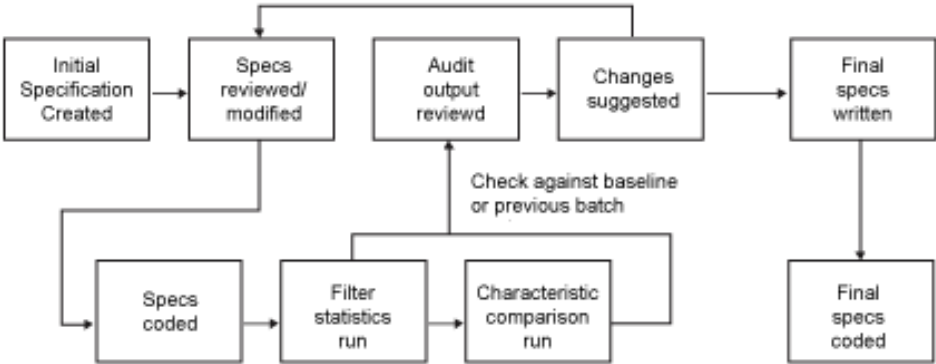 Initial
Specification
Created
Specs
reviewed/
modified
Audit
output
reviewd
Changes
suggested
Final
specs
written
Check against baseline
or previous batch
Specs
coded
Filter
statistics
run
Characteristic
comparison
run
Final
specs
coded